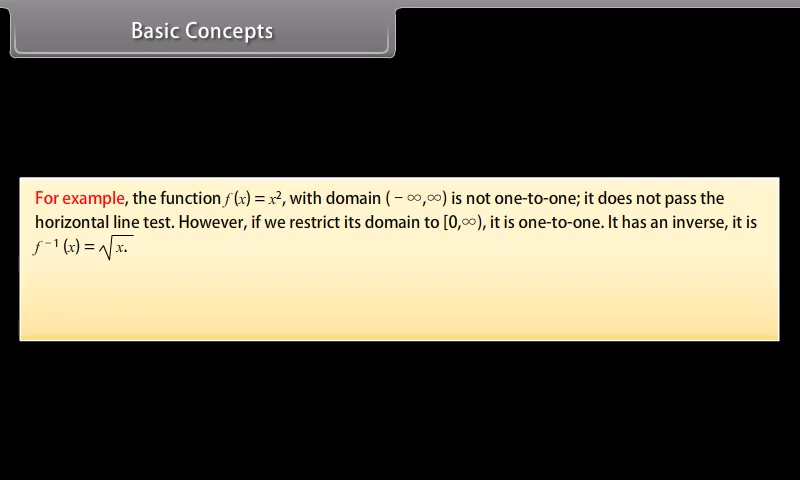 Basic Concepts
For example, the function f (x) = x², with domain ( − ∞,∞) is not one-to-one; it does not pass the
horizontal line test. However, if we restrict its domain to [0,∞), it is one-to-one. It has an inverse, it is
f ⁻¹ (x) = √x.